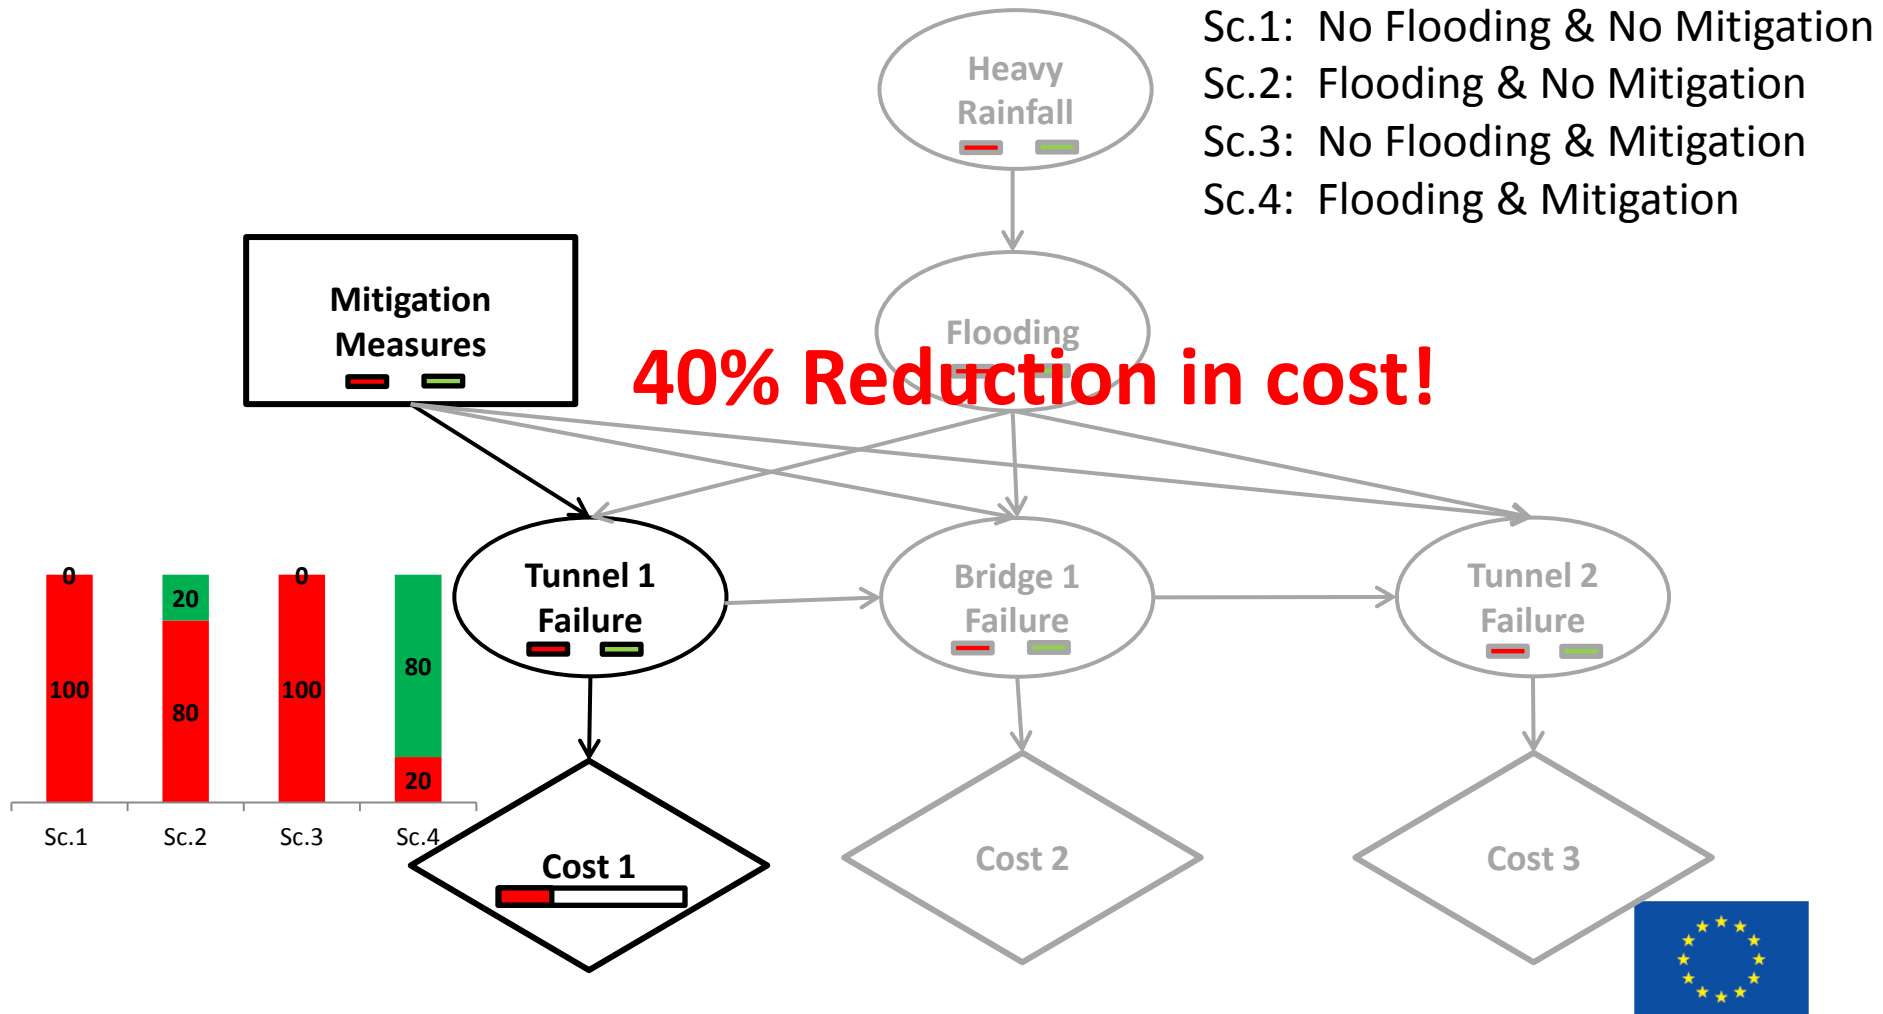 Sc.1: No Flooding & No Mitigation
Sc.2: Flooding & No Mitigation
Sc.3: No Flooding & Mitigation
Sc.4: Flooding & Mitigation
Heavy
Rainfall
Mitigation
Measures
Flooding
40% Reduction in cost!
Tunnel 1
Failure
Bridge 1
Failure
Tunnel 2
Failure
0
20
0
80
100
80
100
20
Sc.1
Sc.2
Sc.3
Sc.4
Cost 1
Cost 2
Cost 3